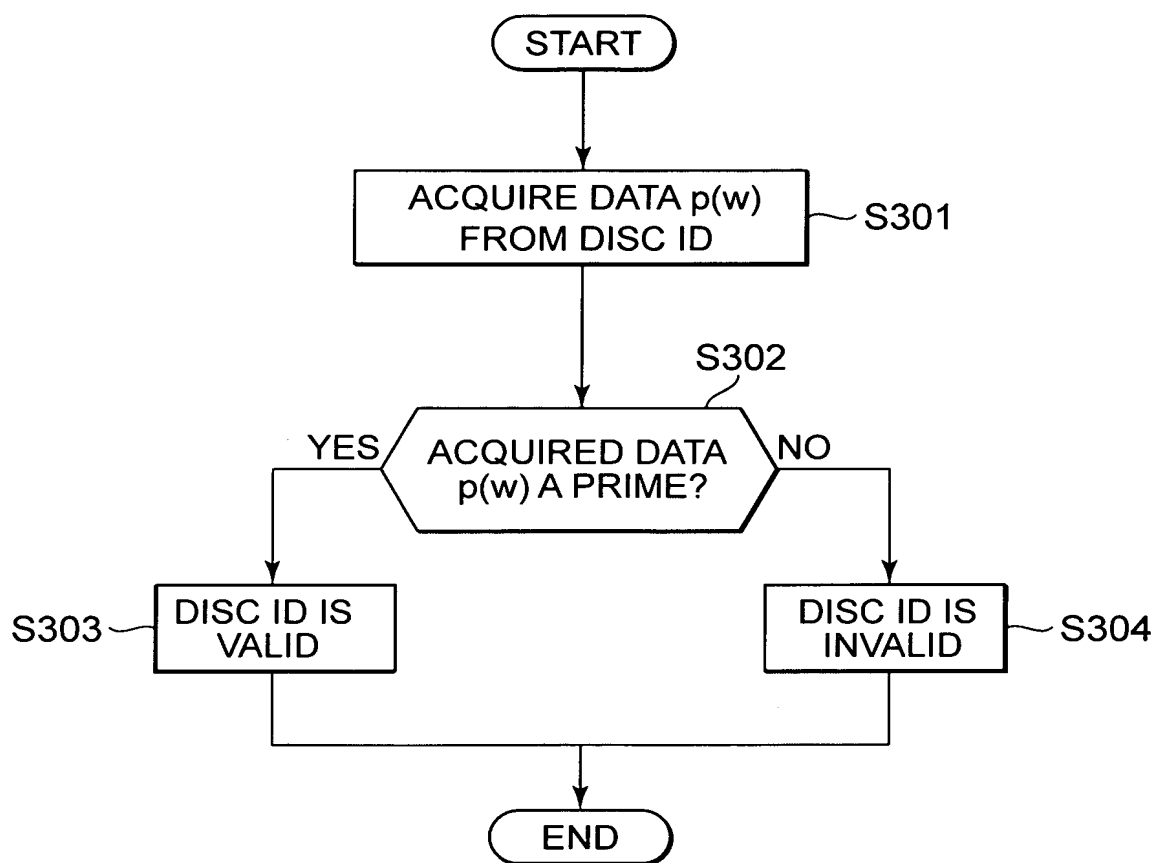 START
ACQUIRE DATA p(w)
FROM DISC ID
S301
S302
YES
ACQUIRED DATA
p(w) A PRIME?
NO
S303
DISC ID IS
VALID
DISC ID IS
INVALID
S304
END